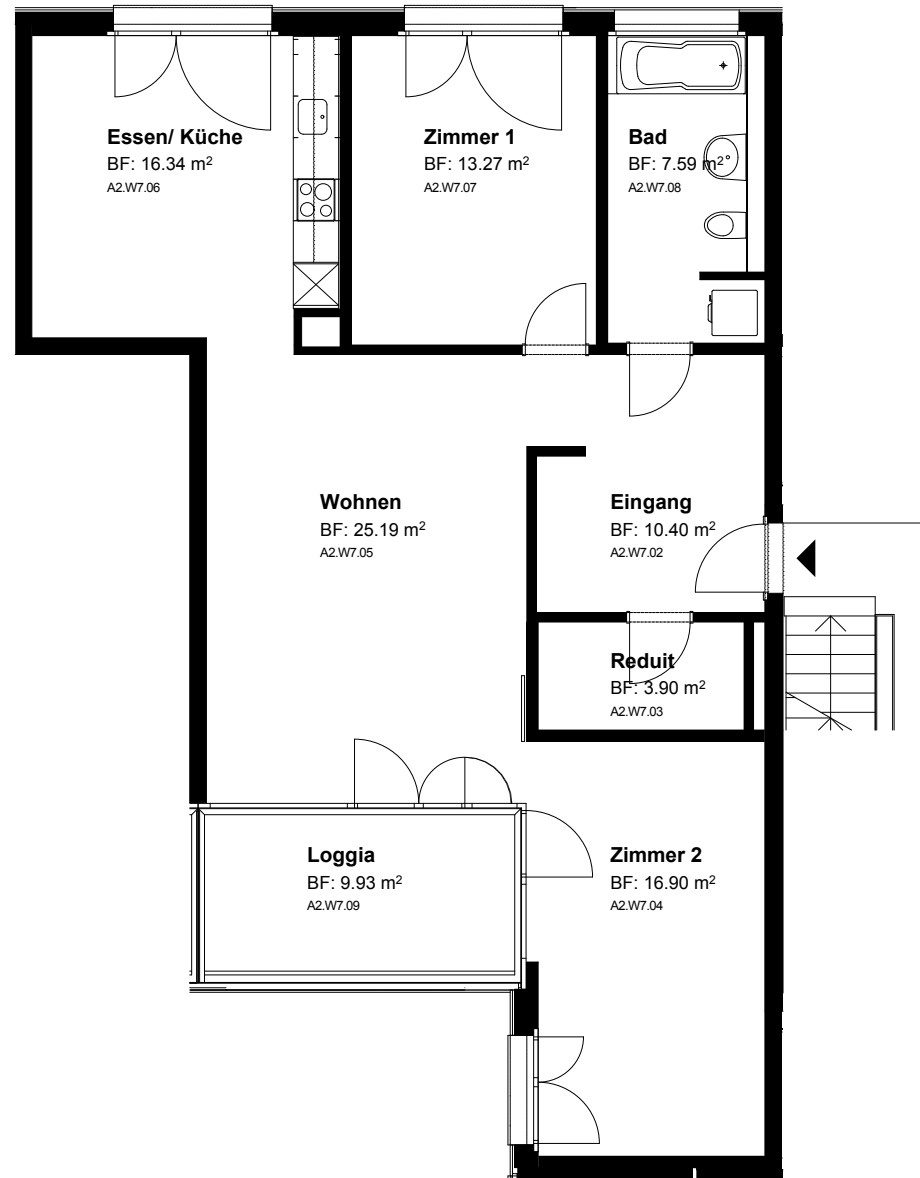 Essen/ Küche
BF: 16.34 m²
A2.W7.06
Zimmer 1
BF: 13.27 m²
A2.W7.07
Bad
BF: 7.59 m²
A2.W7.08
Wohnen
BF: 25.19 m²
A2.W7.05
Eingang
BF: 10.40 m²
A2.W7.02
Reduit
BF: 3.90 m²
A2.W7.03
Loggia
BF: 9.93 m²
A2.W7.09
Zimmer 2
BF: 16.90 m²
A2.W7.04